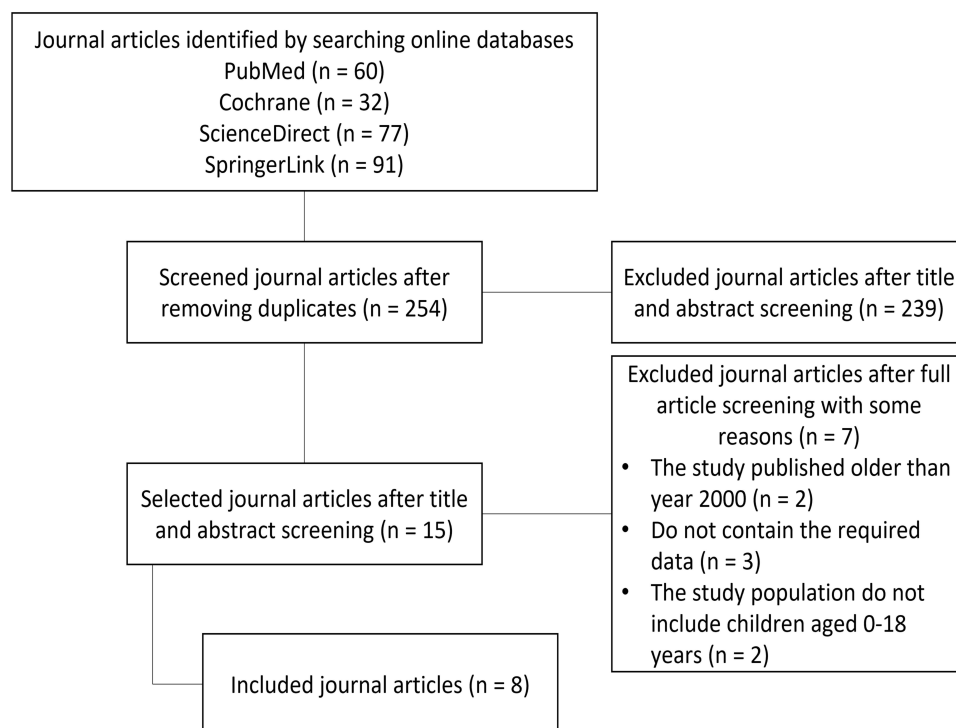 Journal articles identified by searching online databases
PubMed (n = 60)
Cochrane (n = 32)
ScienceDirect (n = 77)
SpringerLink (n = 91)
Screened journal articles after
removing duplicates (n = 254)
Excluded journal articles after title
and abstract screening (n = 239)
Excluded journal articles after full
article screening with some
reasons (n = 7)
• The study published older than
year 2000 (n = 2)
• Do not contain the required
data (n = 3)
• The study population do not
include children aged 0-18
years (n = 2)
Selected journal articles after title
and abstract screening (n = 15)
Included journal articles (n = 8)